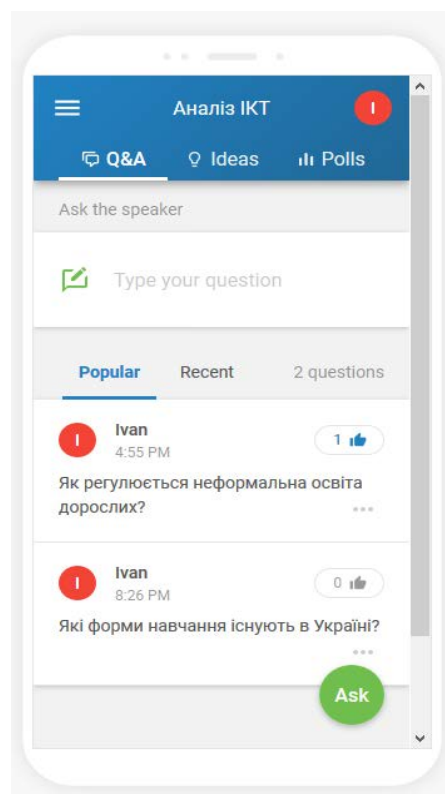 Аналіз ІКТ
I
Q&A Ideas Polls
Ask the speaker
Type your question
Popular Recent 2 questions
I
Ivan
4:55 PM
1
Як регулюється неформальна освіта
дорослих?
I
Ivan
8:26 PM
0
Які форми навчання існують в Україні?
Ask